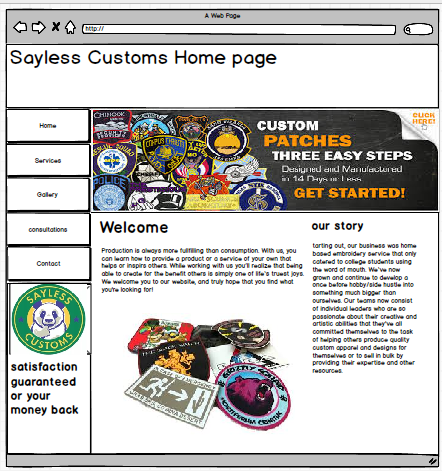 A Web Page
http://
Sayless Customs Home page
Home
Services
Gallery
consultations
Contact
CHINOOK
POLICE
CUSTOM
PATCHES
THREE EASY STEPS
Designed and Manufactured
in 14 Days or Less
GET STARTED!
CLICK
HERE!
SAYLESS
CUSTOMS
satisfaction
guaranteed
or your
money back
Welcome
Production is always more fulfilling than consumption. With us, you
can learn how to provide a product or a service of your own that
helps or inspires others. While working with us you'll realize that being
able to create for the benefit others is simply one of life's truest joys.
We welcome you to our website, and truly hope that you find what
you're looking for!
our story
tarting out, our business was home
based embroidery service that only
catered to college students using
the word of mouth. We've now
grown and continue to develop a
once before hobby/side hustle into
something much bigger than
ourselves. Our teams now consist
of individual leaders who are so
passionate about their creative and
artistic abilities that they've all
committed themselves to the task
of helping others produce quality
custom apparel and designs for
themselves or to sell in bulk by
providing their expertise and other
resources.